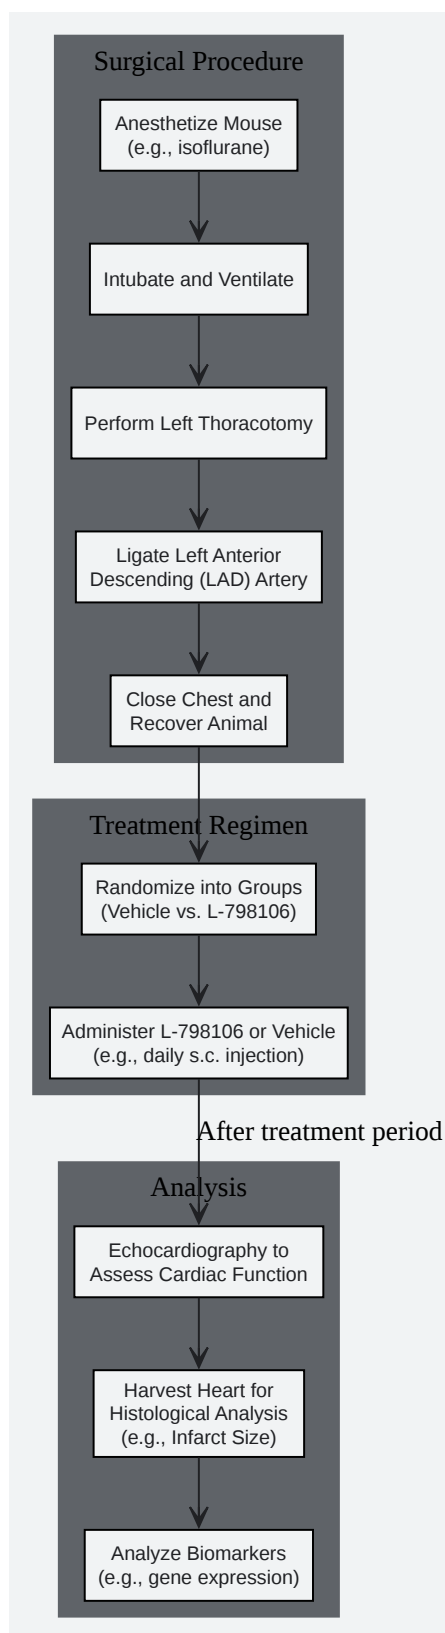 Surgical Procedure
Anesthetize Mouse
(e.g., isoflurane)
Intubate and Ventilate
Perform Left Thoracotomy
Ligate Left Anterior
Descending (LAD) Artery
Close Chest and
Recover Animal
Treatment Regimen
Randomize into Groups
(Vehicle vs. L-798106)
Administer L-798106 or Vehicle
(e.g., daily s.c. injection)
After treatment period
Analysis
Echocardiography to
Assess Cardiac Function
Harvest Heart for
Histological Analysis
(e.g., Infarct Size)
Analyze Biomarkers
(e.g., gene expression)